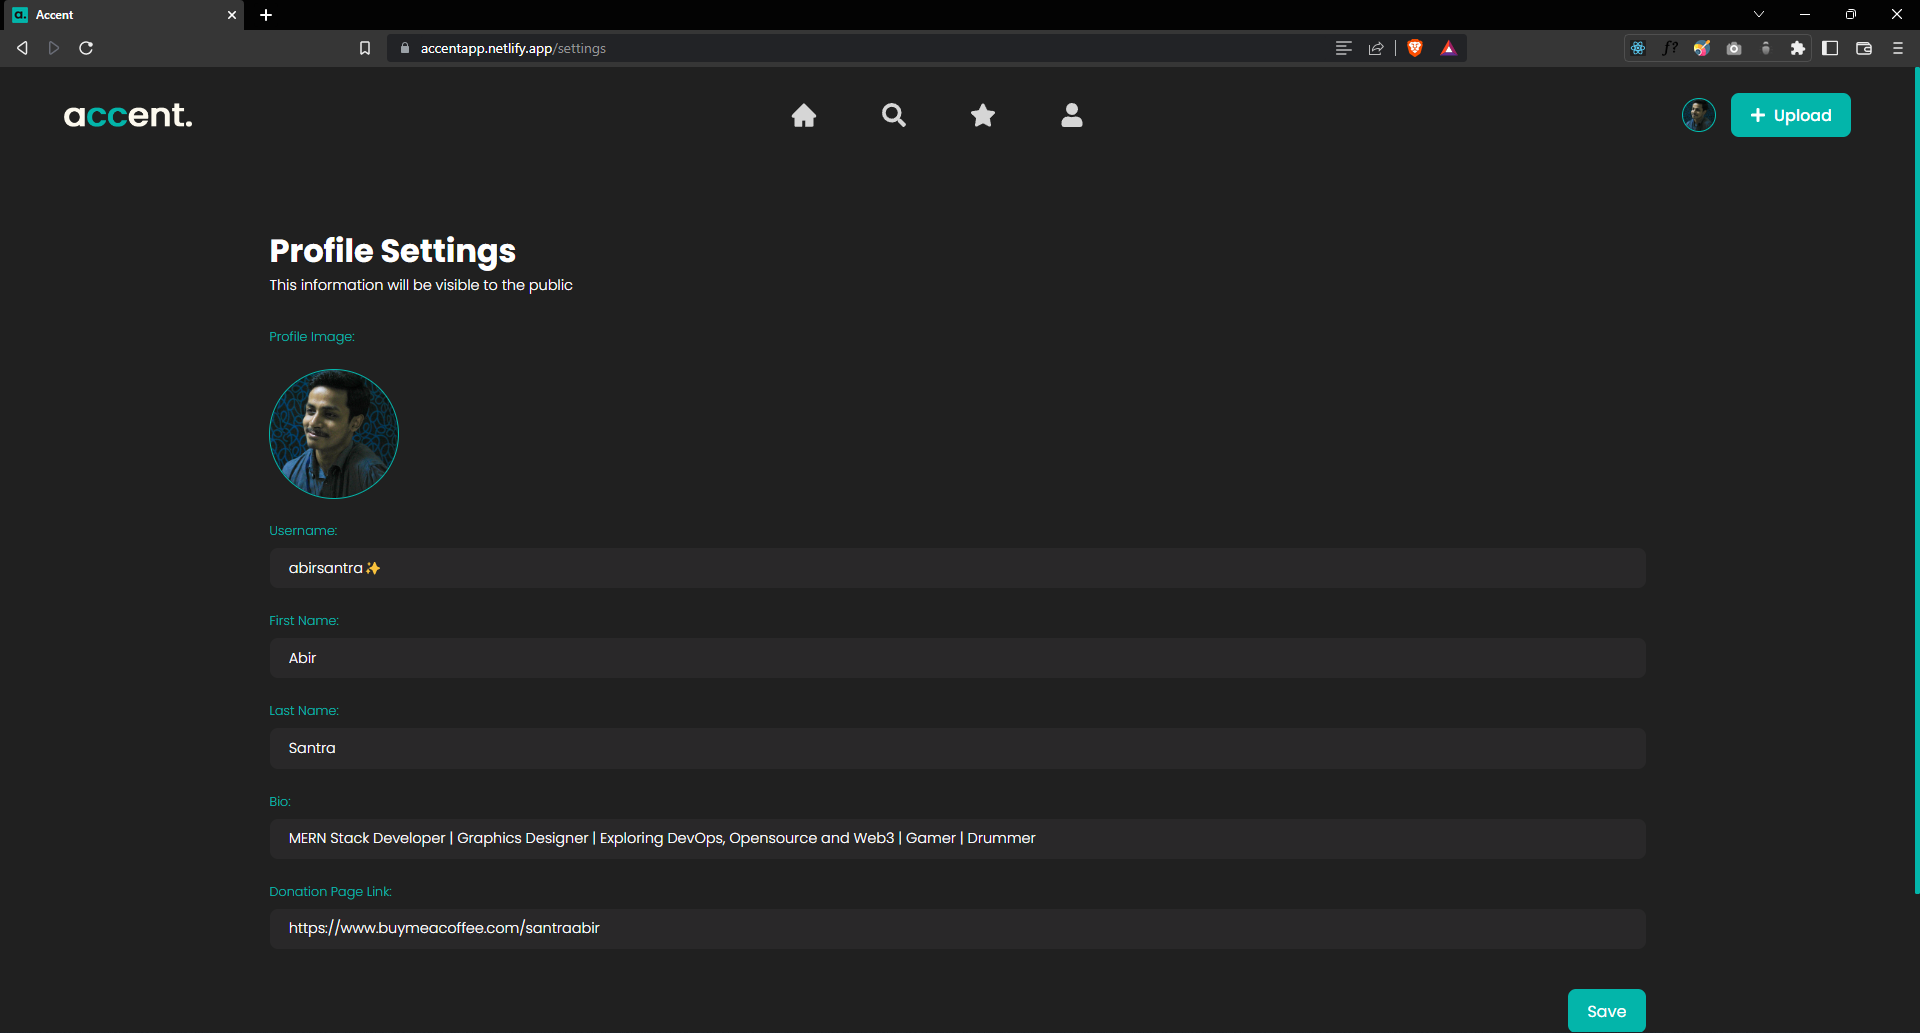 a. Accent
accentapp.netlify.app/settings
f?
accent.
Upload
Profile Settings
This information will be visible to the public
Profile Image:
Username:
abirsantra✨
First Name:
Abir
Last Name:
Santra
Bio:
MERN Stack Developer | Graphics Designer | Exploring DevOps, Opensource and Web3 | Gamer | Drummer
Donation Page Link:
https://www.buymeacoffee.com/santraabir
Save